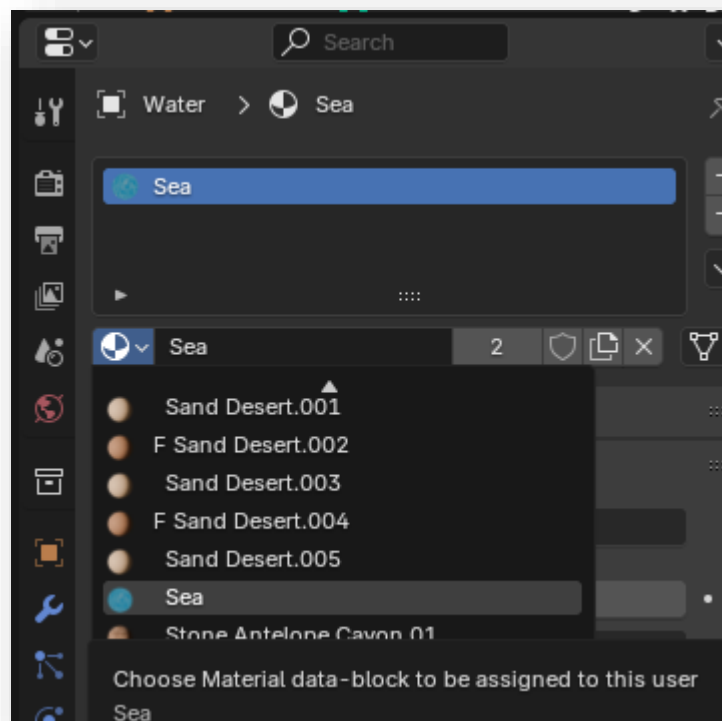 Search
Water > Sea
Sea
Sea 2
Sand Desert.001
F Sand Desert.002
Sand Desert.003
F Sand Desert.004
Sand Desert.005
Sea
Stone Antelope Cavon 01
Choose Material data-block to be assigned to this user
Sea